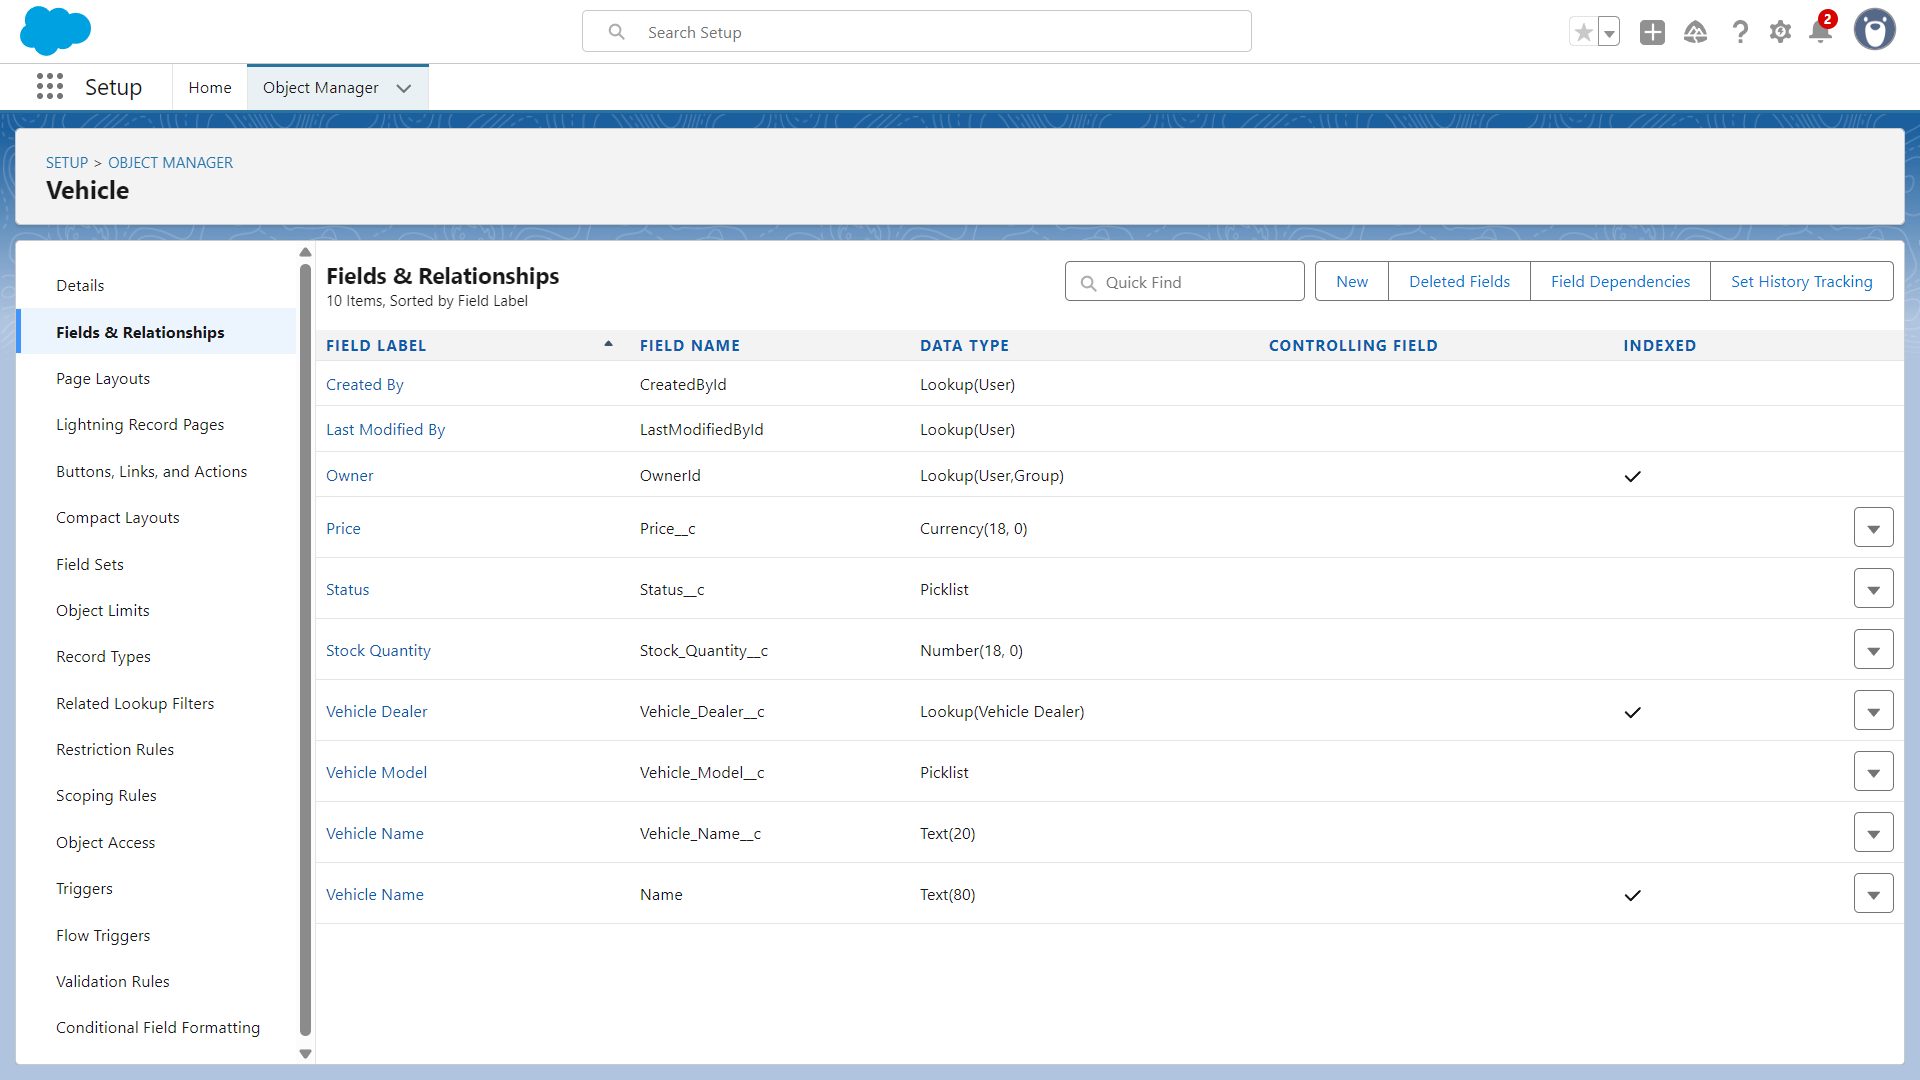 Search Setup
2
Setup
Home
Object Manager
SETUP > OBJECT MANAGER
Vehicle
Details
Fields & Relationships
Page Layouts
Lightning Record Pages
Buttons, Links, and Actions
Compact Layouts
Field Sets
Object Limits
Record Types
Related Lookup Filters
Restriction Rules
Scoping Rules
Object Access
Triggers
Flow Triggers
Validation Rules
Conditional Field Formatting
Fields & Relationships
10 Items, Sorted by Field Label
Quick Find
New
Deleted Fields
Field Dependencies
Set History Tracking
FIELD LABEL FIELD NAME DATA TYPE CONTROLLING FIELD INDEXED
Created By CreatedById Lookup(User)
Last Modified By LastModifiedById Lookup(User)
Owner OwnerId Lookup(User,Group)
Price Price__c Currency(18, 0)
Status Status__c Picklist
Stock Quantity Stock_Quantity__c Number(18, 0)
Vehicle Dealer Vehicle_Dealer__c Lookup(Vehicle Dealer)
Vehicle Model Vehicle_Model__c Picklist
Vehicle Name Vehicle_Name__c Text(20)
Vehicle Name Name Text(80)